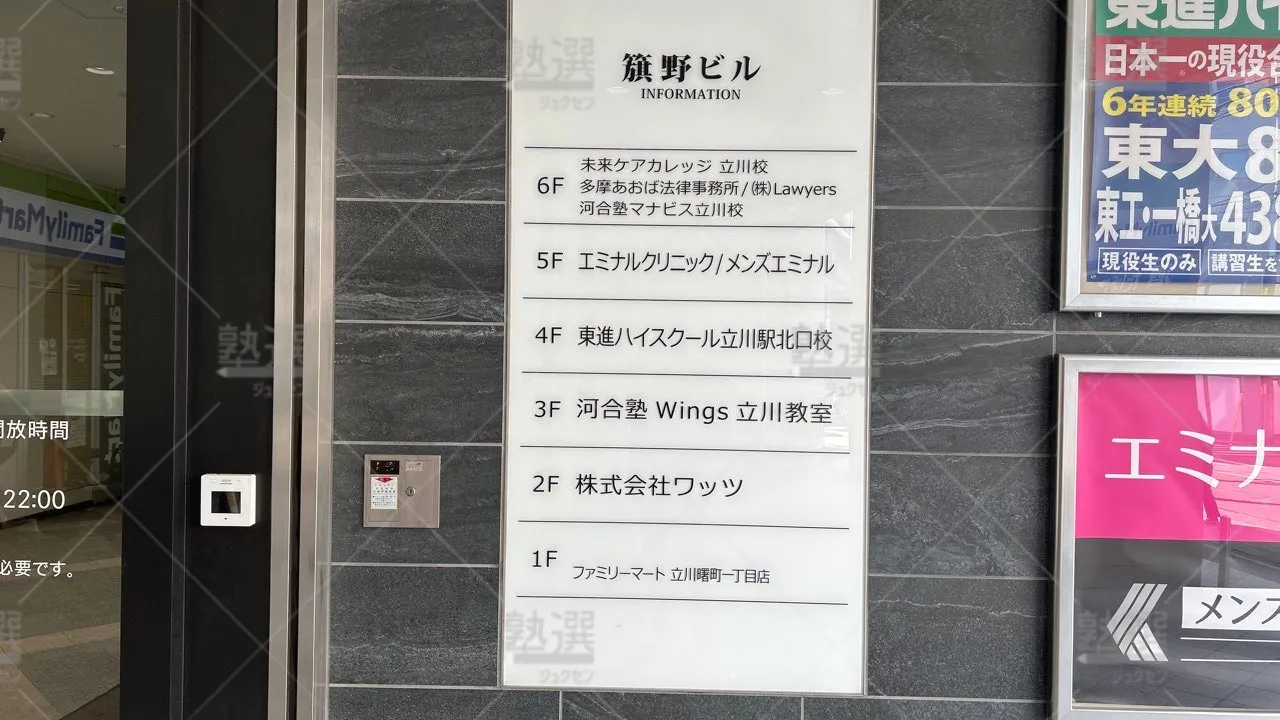 籏野ビル
INFORMATION
6F
未来ケアカレッジ 立川校
多摩あおば法律事務所/㈱Lawyers
河合塾マナビス立川校
5F エミナルクリニック/メンズエミナル
4F 東進ハイスクール立川駅北口校
3F 河合塾 Wings 立川教室
2F 株式会社ワッツ
1F ファミリーマート 立川曙町一丁目店
東進ハイ
日本一の現役合
6年連続 80
東大8
東工・一橋大438
現役生のみ 講習生を
エミナ
メンズ
FamilyMart
FamilyMart
開放時間
22:00
必要です。
塾選
ジュクセン